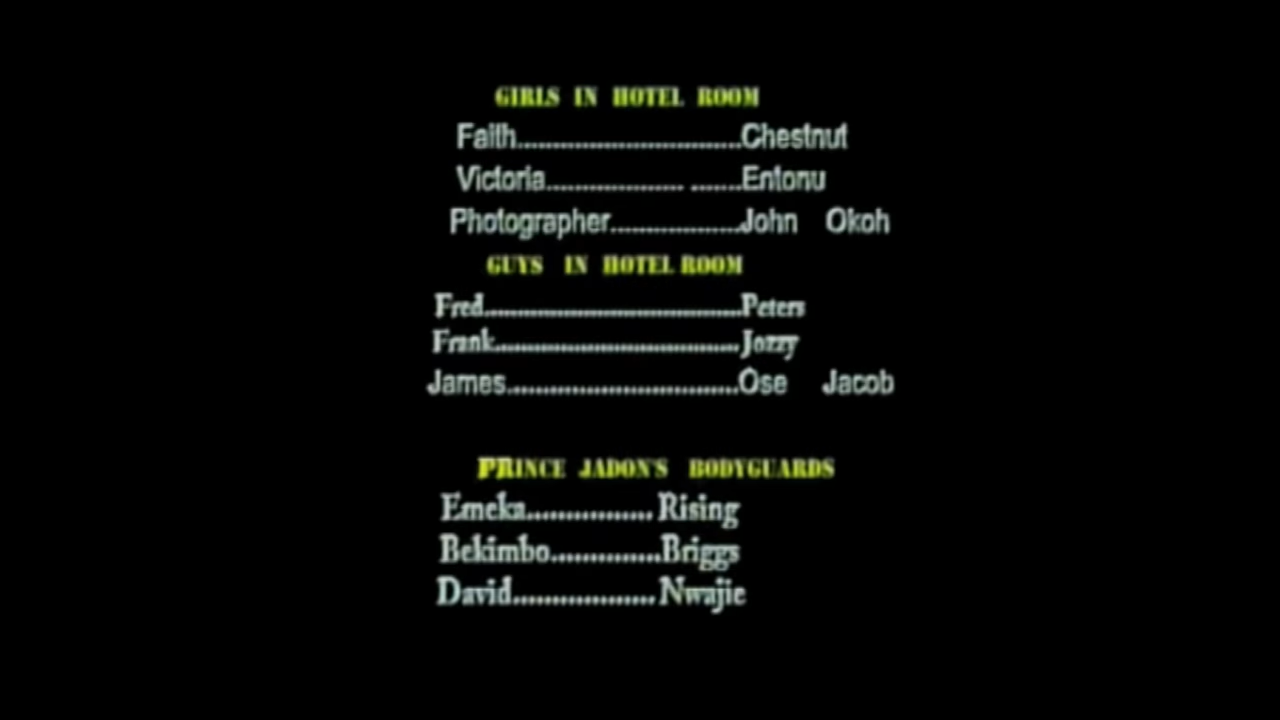 GIRLS IN HOTEL ROOM
Faith...............................Chestnut
Victoria................... .......Entonu
Photographer..................John Okoh
GUYS IN HOTEL ROOM
Fred.......................................Peters
Frank.....................................Jozzy
James................................Ose Jacob
PRINCE JADON'S BODYGUARDS
Emeka................ Rising
Bekimbo..............Briggs
David.................. Nwajie